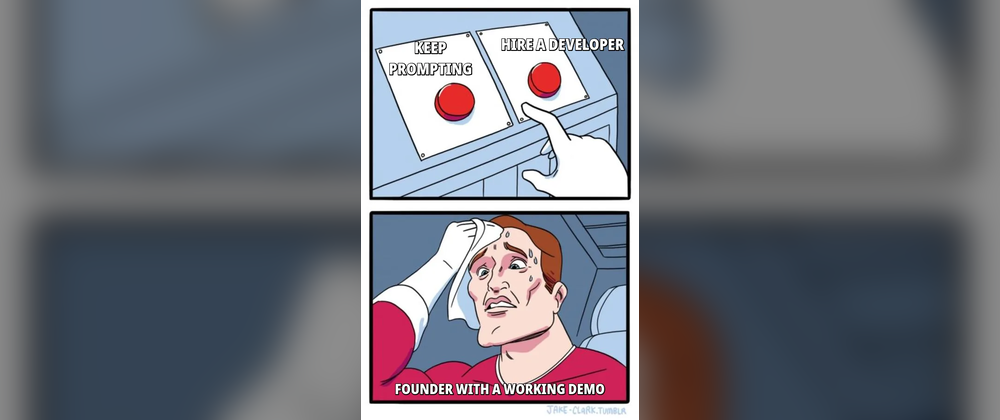 KEEP
PROMPTING
HIRE A DEVELOPER
FOUNDER WITH A WORKING DEMO
JAKE-CLARK.TUMBLR